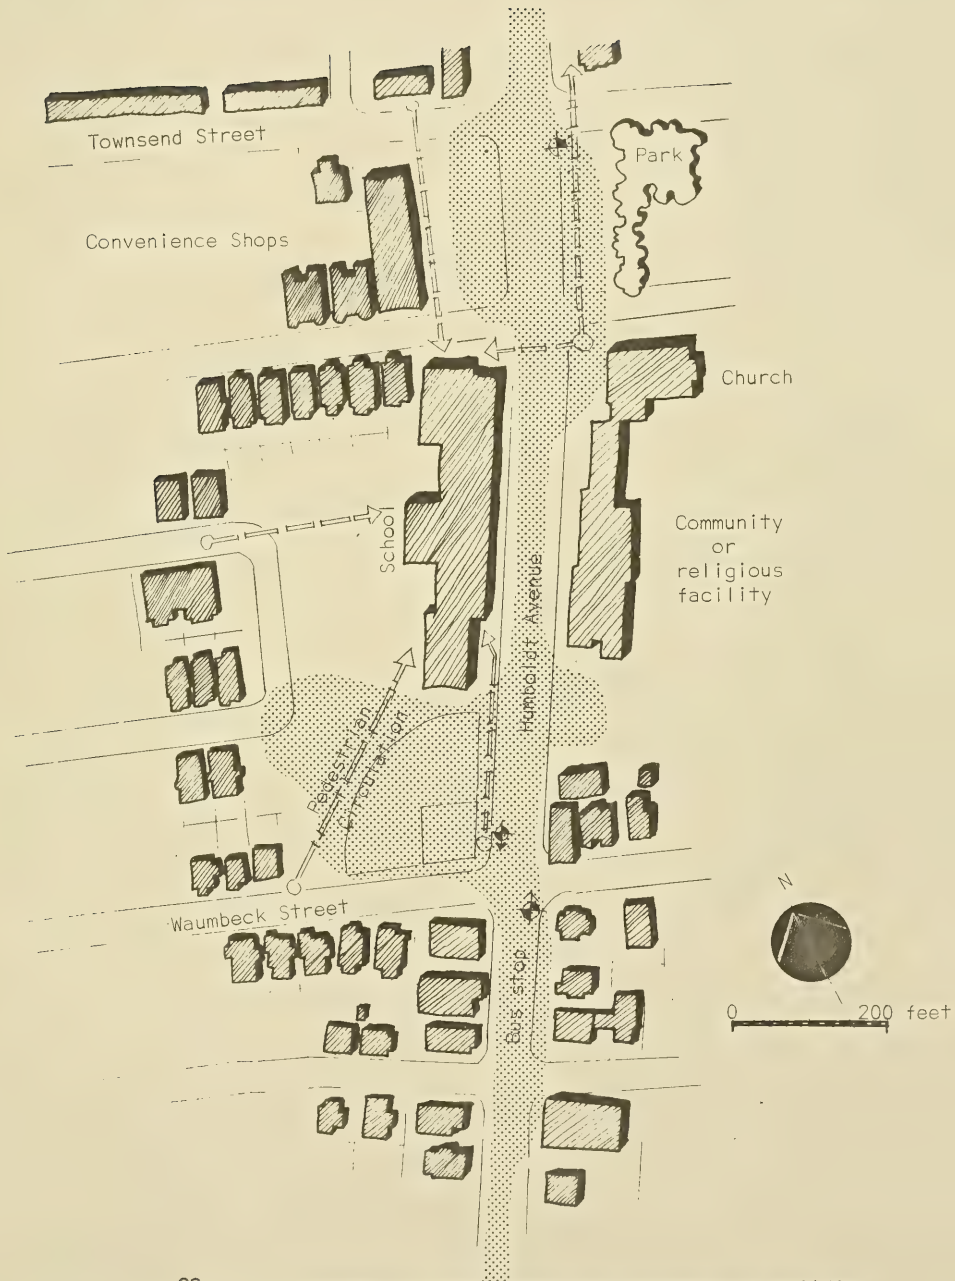 Townsend Street
Park
Convenience Shops
Church
School
Community
or
religious
facility
Humboldt Avenue
Pedestrian
Circulation
N
Waumbeck Street
Bus stop
0 200 feet